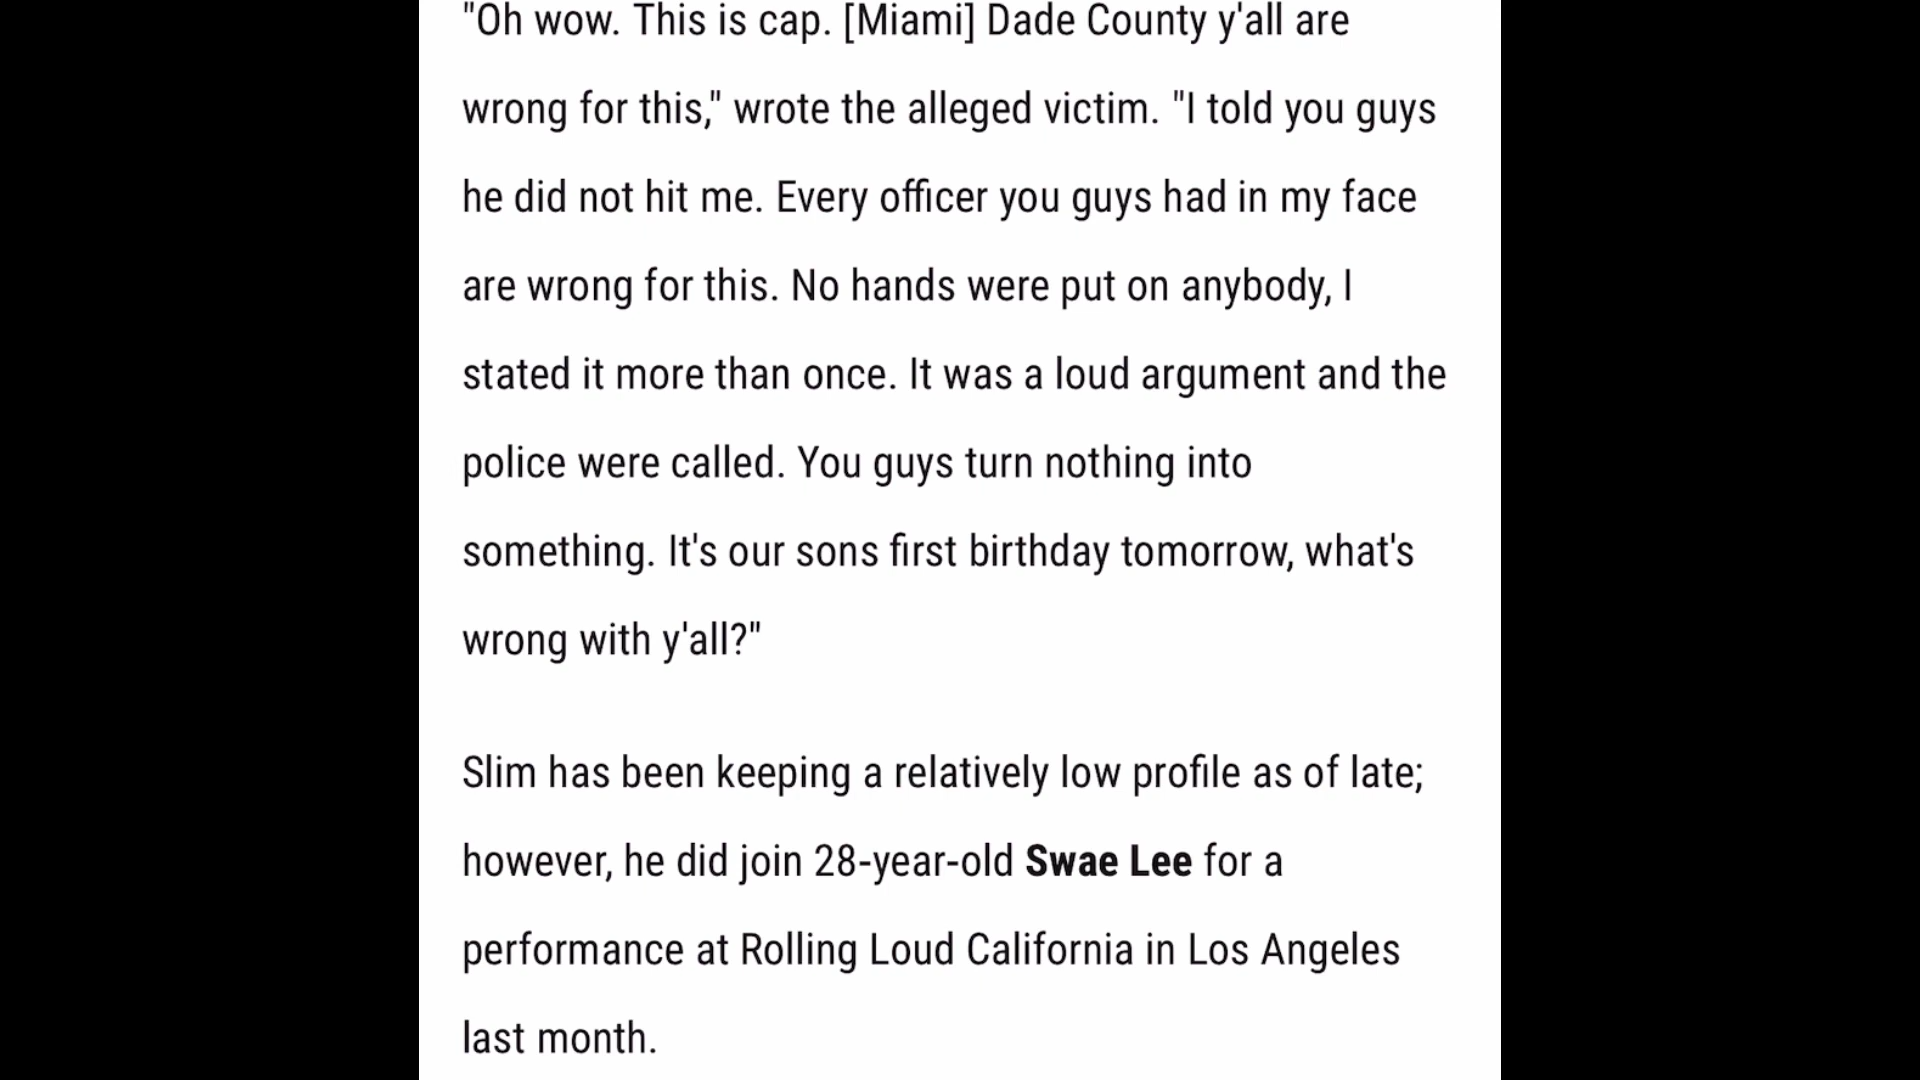 "Oh wow. This is cap. [Miami] Dade County y'all are
wrong for this," wrote the alleged victim. "I told you guys
he did not hit me. Every officer you guys had in my face
are wrong for this. No hands were put on anybody, I
stated it more than once. It was a loud argument and the
police were called. You guys turn nothing into
something. It's our sons first birthday tomorrow, what's
wrong with y'all?"
Slim has been keeping a relatively low profile as of late;
however, he did join 28-year-old Swae Lee for a
performance at Rolling Loud California in Los Angeles
last month.